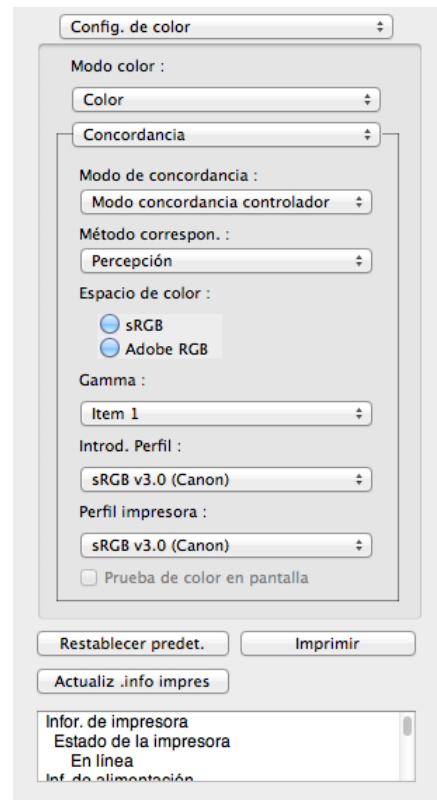 Config. de color
Modo color :
Color
Concordancia
Modo de concordancia :
Modo concordancia controlador
Método correspon. :
Percepción
Espacio de color :
sRGB
Adobe RGB
Gamma :
Item 1
Introd. Perfil :
sRGB v3.0 (Canon)
Perfil impresora :
sRGB v3.0 (Canon)
Prueba de color en pantalla
Restablecer predet. Imprimir
Actualiz .info impres
Infor. de impresora
Estado de la impresora
En línea
Inf. de alimentación